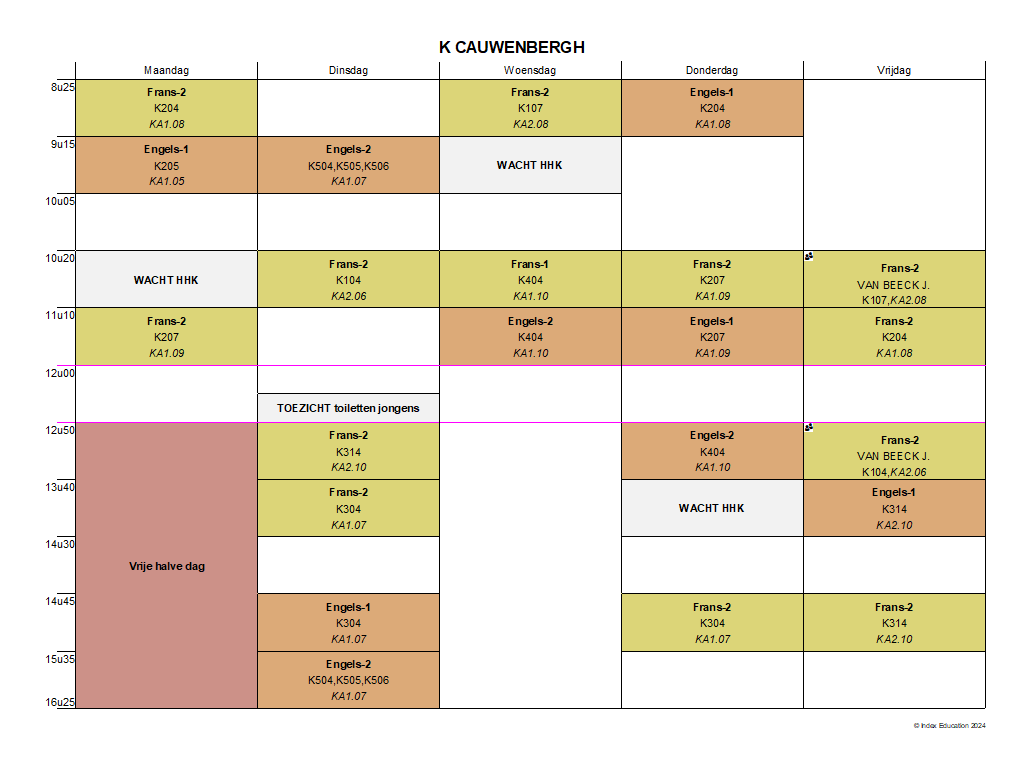 K CAUWENBERGH
Maandag Dinsdag Woensdag Donderdag Vrijdag
8u25
Frans-2 Frans-2 Engels-1
K204 K107 K204
KA1.08 KA2.08 KA1.08
9u15
Engels-1 Engels-2
K205 K504,K505,K506 WACHT HHK
KA1.05 KA1.07
10u05
10u20
Frans-2 Frans-1 Frans-2 Frans-2
WACHT HHK K104 K404 K207 VAN BEECK J.
KA2.06 KA1.10 KA1.09 K107,KA2.08
11u10
Frans-2 Engels-2 Engels-1 Frans-2
K207 K404 K207 K204
KA1.09 KA1.10 KA1.09 KA1.08
12u00
TOEZICHT toiletten jongens
12u50
Frans-2 Engels-2 Frans-2
K314 K404 VAN BEECK J.
KA2.10 KA1.10 K104,KA2.06
13u40
Frans-2 Engels-1
K304 WACHT HHK K314
KA1.07 KA2.10
14u30
Vrije halve dag
14u45
Engels-1 Frans-2 Frans-2
K304 K304 K314
KA1.07 KA1.07 KA2.10
15u35
Engels-2
K504,K505,K506
KA1.07
16u25
© Index Education 2024